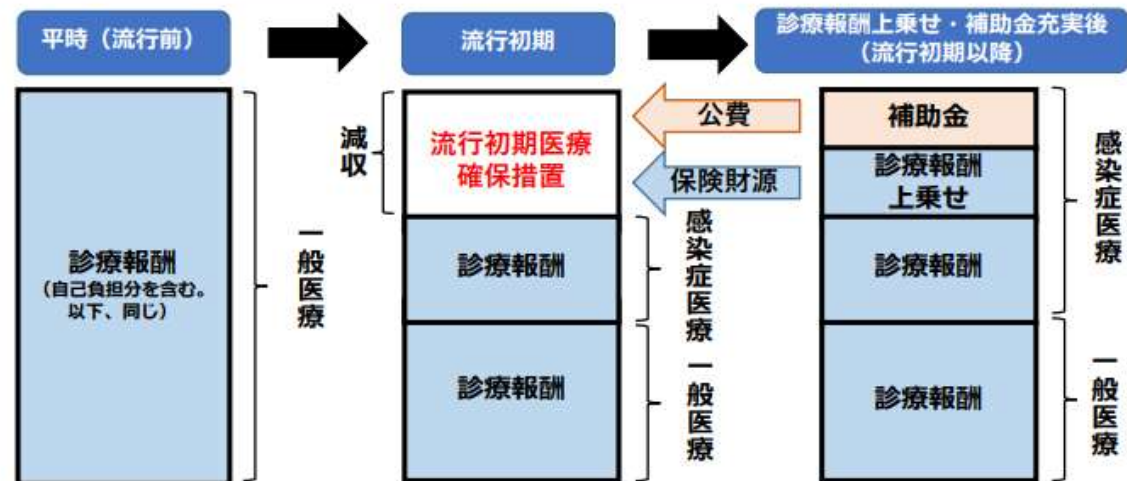 平時（流行前）
流行初期
診療報酬上乗せ・補助金充実後
（流行初期以降）
診療報酬
（自己負担分を含む。
以下、同じ）
一般医療
減収
流行初期医療
確保措置
診療報酬
診療報酬
感染症医療
一般医療
公費
保険財源
補助金
診療報酬
上乗せ
診療報酬
診療報酬
感染症医療
一般医療